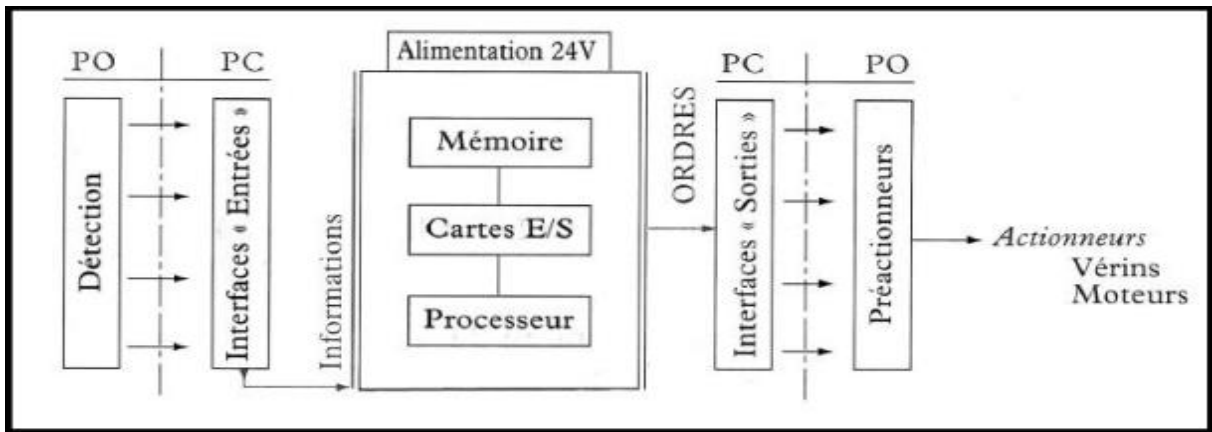 PO
PC
Alimentation 24V
PC
PO
Détection
Interfaces « Entrées »
Informations
Mémoire
Cartes E/S
Processeur
ORDRES
Interfaces « Sorties »
Préactionneurs
Actionneurs
Vérins
Moteurs